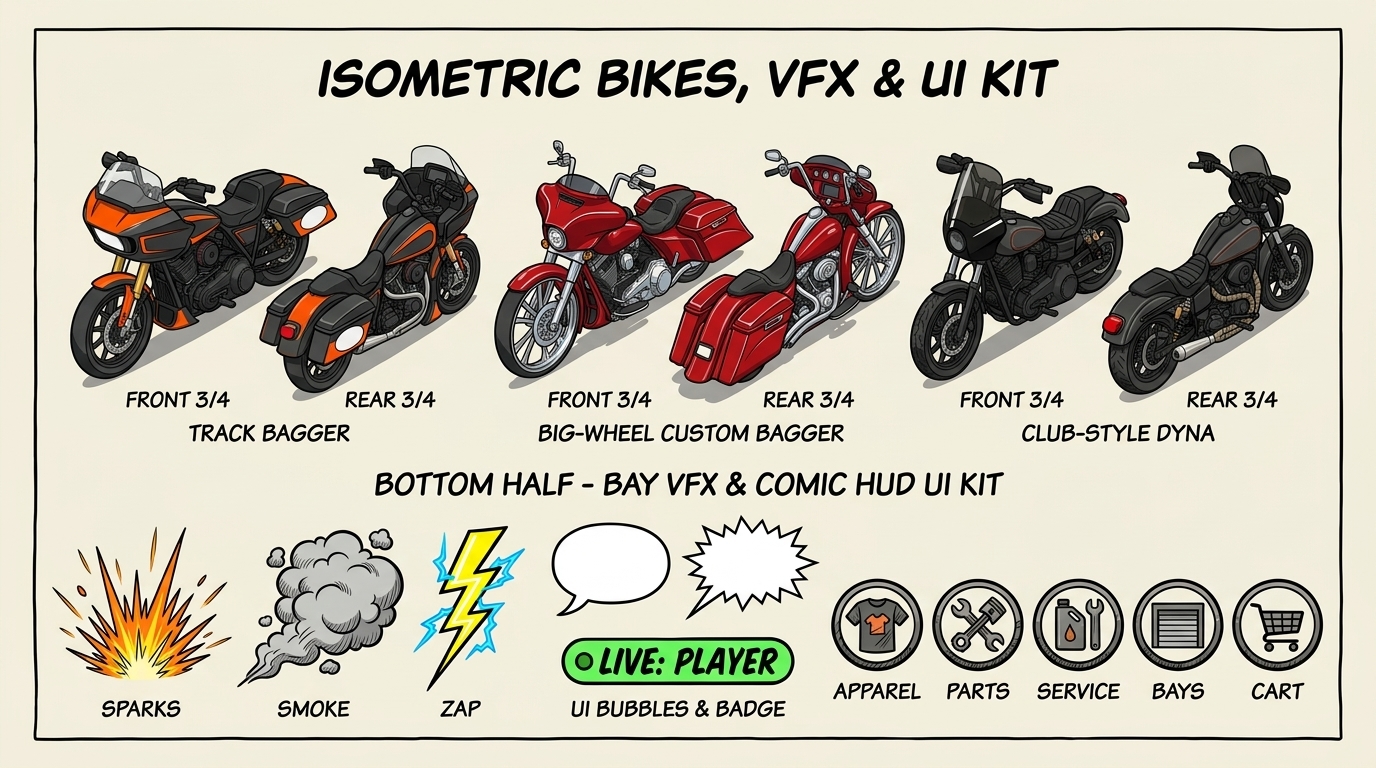 ISOMETRIC BIKES, VFX & UI KIT
FRONT 3/4
REAR 3/4
TRACK BAGGER
FRONT 3/4
REAR 3/4
BIG-WHEEL CUSTOM BAGGER
FRONT 3/4
REAR 3/4
CLUB-STYLE DYNA
BOTTOM HALF - BAY VFX & COMIC HUD UI KIT
SPARKS
SMOKE
ZAP
LIVE: PLAYER
UI BUBBLES & BADGE
APPAREL
PARTS
SERVICE
BAYS
CART